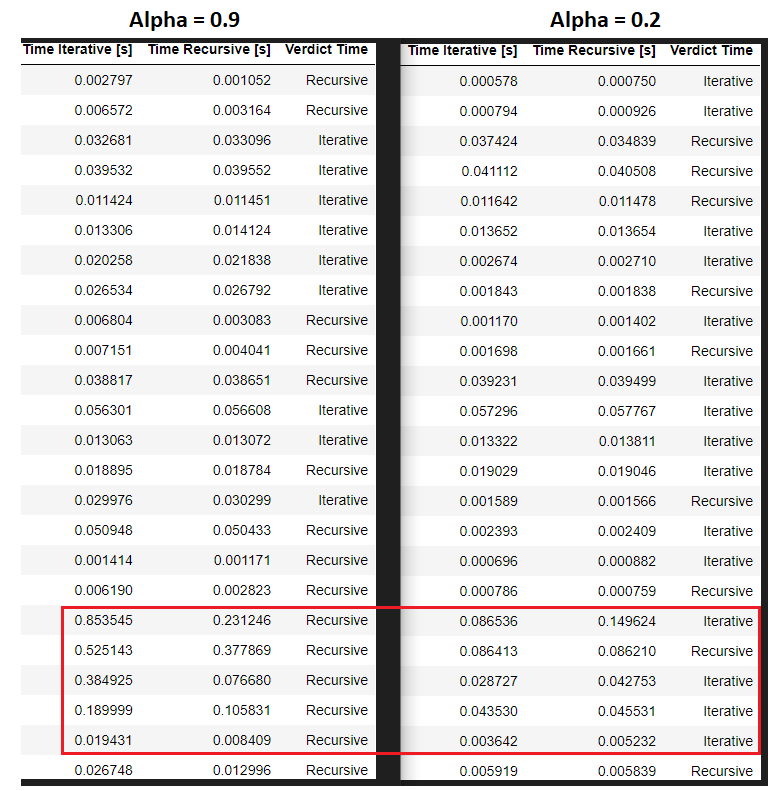 Alpha = 0.9 Alpha = 0.2
Time Iterative [s] Time Recursive [s] Verdict Time Time Iterative [s] Time Recursive [s] Verdict Time
0.002797 0.001052 Recursive 0.000578 0.000750 Iterative
0.006572 0.003164 Recursive 0.000794 0.000926 Iterative
0.032681 0.033096 Iterative 0.037424 0.034839 Recursive
0.039532 0.039552 Iterative 0.041112 0.040508 Recursive
0.011424 0.011451 Iterative 0.011642 0.011478 Recursive
0.013306 0.014124 Iterative 0.013652 0.013654 Iterative
0.020258 0.021838 Iterative 0.002674 0.002710 Iterative
0.026534 0.026792 Iterative 0.001843 0.001838 Recursive
0.006804 0.003083 Recursive 0.001170 0.001402 Iterative
0.007151 0.004041 Recursive 0.001698 0.001661 Recursive
0.038817 0.038651 Recursive 0.039231 0.039499 Iterative
0.056301 0.056608 Iterative 0.057296 0.057767 Iterative
0.013063 0.013072 Iterative 0.013322 0.013811 Iterative
0.018895 0.018784 Recursive 0.019029 0.019046 Iterative
0.029976 0.030299 Iterative 0.001589 0.001566 Recursive
0.050948 0.050433 Recursive 0.002393 0.002409 Iterative
0.001414 0.001171 Recursive 0.000696 0.000882 Iterative
0.006190 0.002823 Recursive 0.000786 0.000759 Recursive
0.853545 0.231246 Recursive 0.086536 0.149624 Iterative
0.525143 0.377869 Recursive 0.086413 0.086210 Recursive
0.384925 0.076680 Recursive 0.028727 0.042753 Iterative
0.189999 0.105831 Recursive 0.043530 0.045531 Iterative
0.019431 0.008409 Recursive 0.003642 0.005232 Iterative
0.026748 0.012996 Recursive 0.005919 0.005839 Recursive